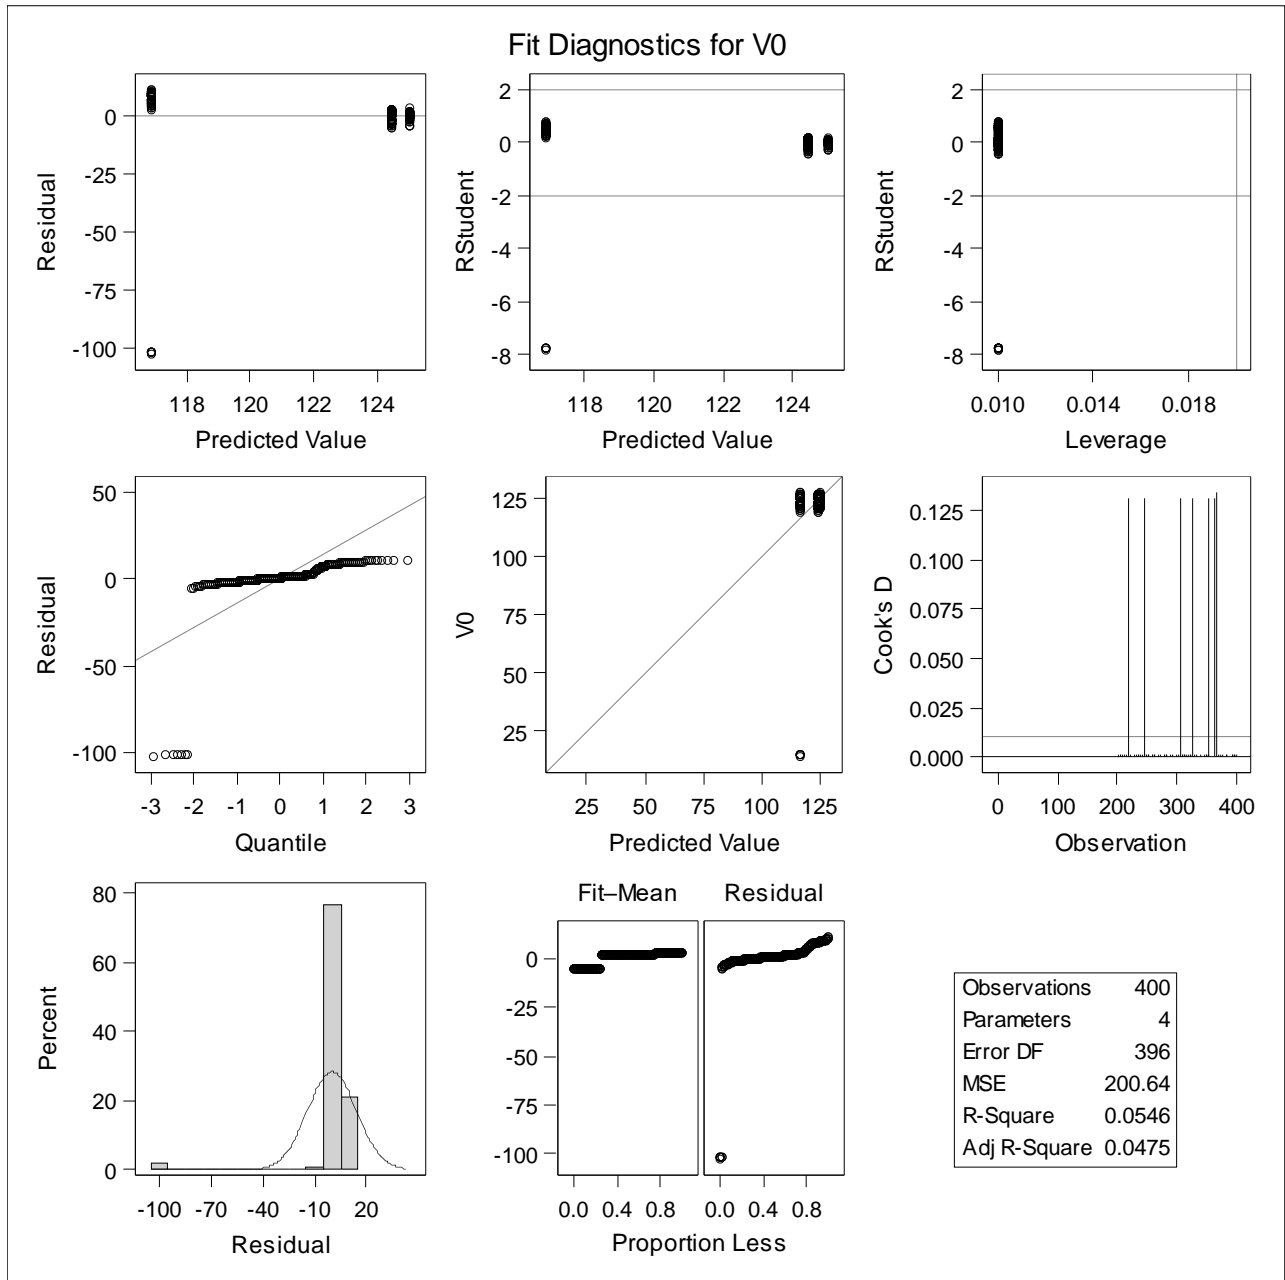 Fit Diagnostics for V0
0
-25
-50
-75
-100
Residual
118 120 122 124
Predicted Value
2
0
-2
-4
-6
-8
RStudent
118 120 122 124
Predicted Value
2
0
-2
-4
-6
-8
RStudent
0.010 0.014 0.018
Leverage
50
0
-50
-100
Residual
-3 -2 -1 0 1 2 3
Quantile
125
100
75
50
25
V0
25 50 75 100 125
Predicted Value
0.125
0.100
0.075
0.050
0.025
0.000
Cook's D
0 100 200 300 400
Observation
80
60
40
20
0
Percent
-100 -70 -40 -10 20
Residual
Fit–Mean Residual
0
-25
-50
-75
-100
0.0 0.4 0.8 0.0 0.4 0.8
Proportion Less
Observations 400
Parameters 4
Error DF 396
MSE 200.64
R-Square 0.0546
Adj R-Square 0.0475